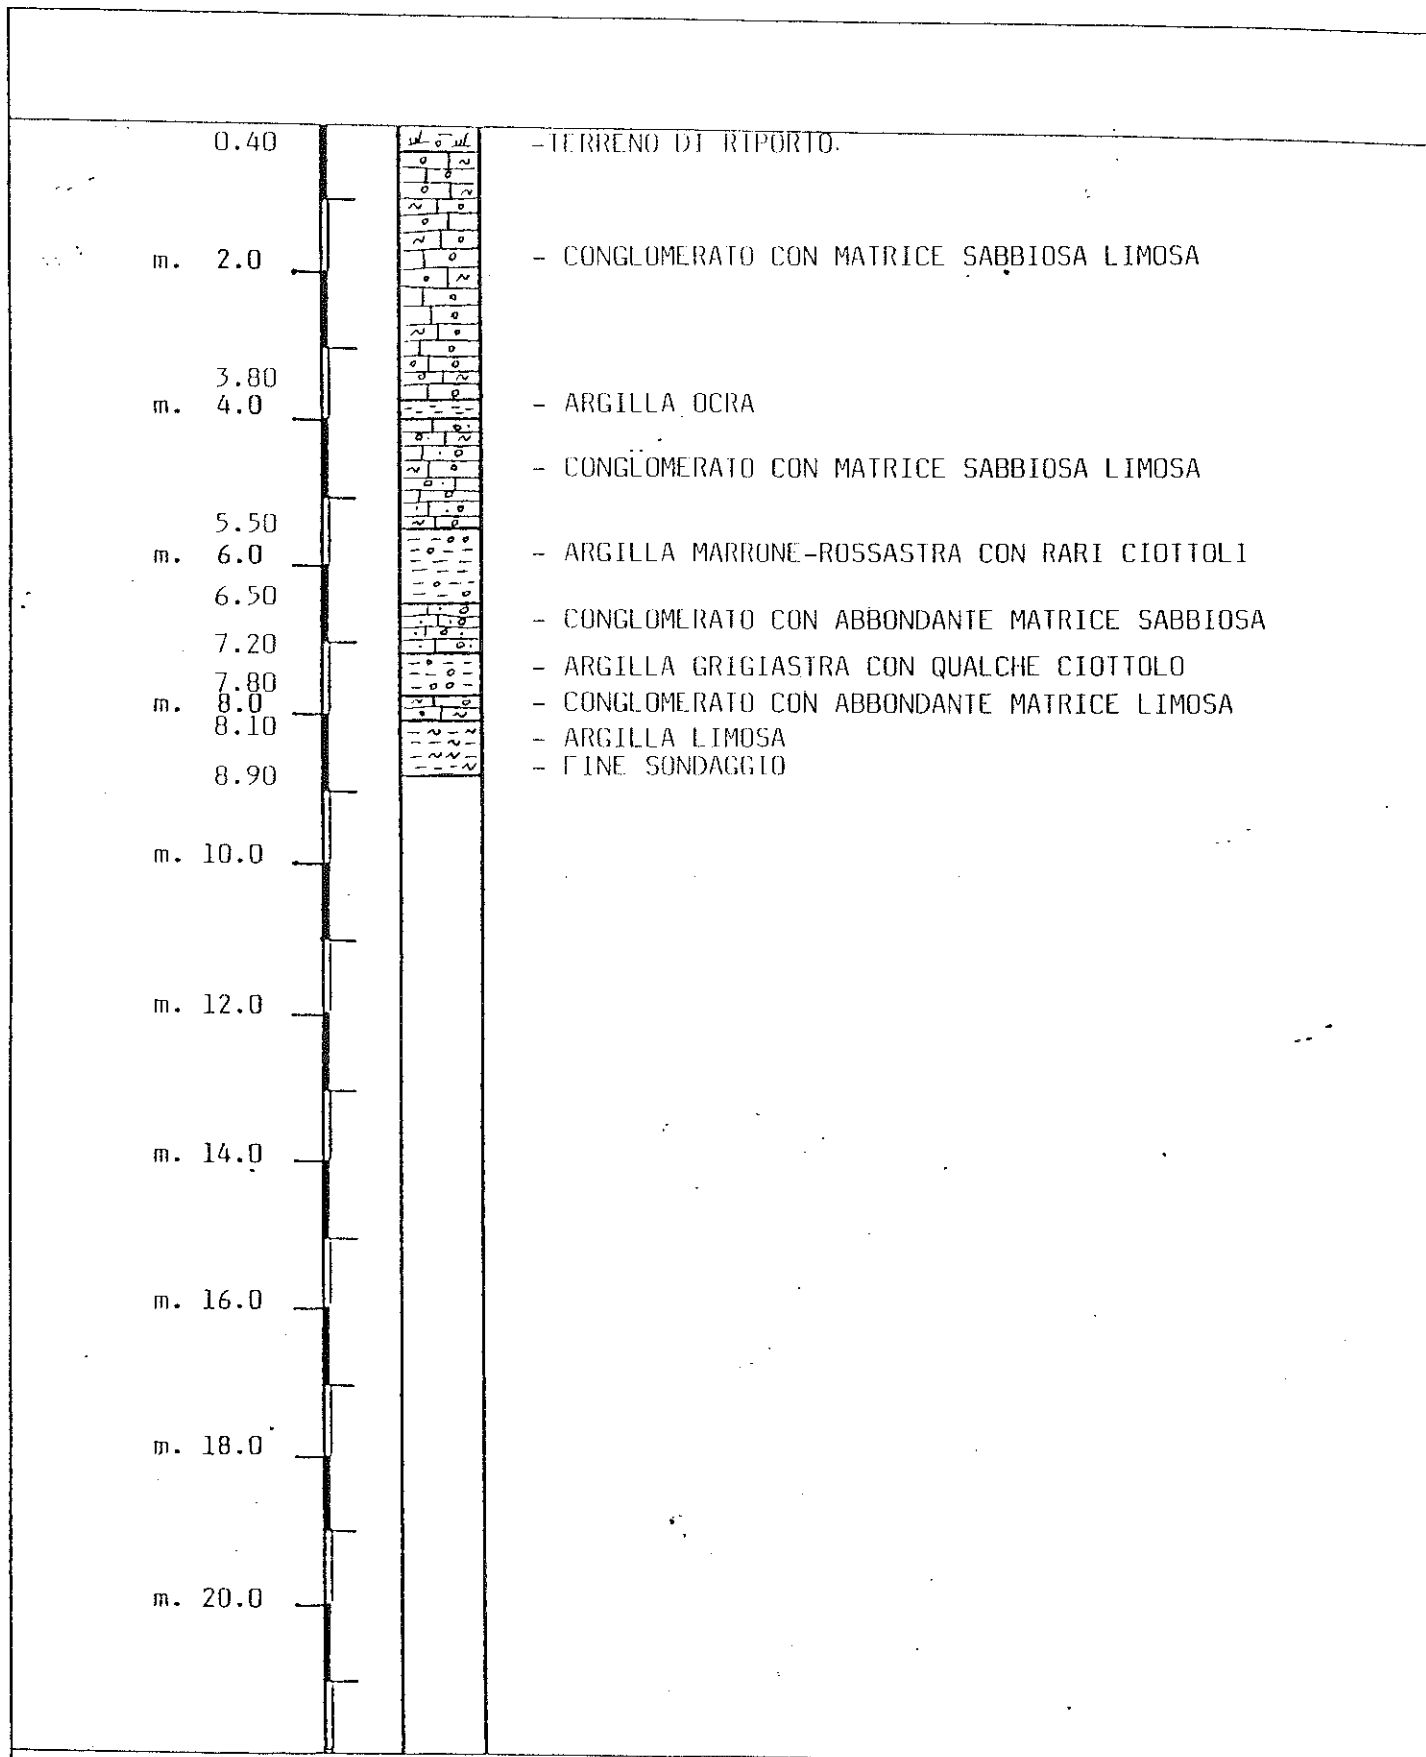 0.40 -TERRENO DI RIPORTO.
m. 2.0 - CONGLOMERATO CON MATRICE SABBIOSA LIMOSA
3.80
m. 4.0 - ARGILLA OCRA
- CONGLOMERATO CON MATRICE SABBIOSA LIMOSA
5.50
m. 6.0 - ARGILLA MARRONE-ROSSASTRA CON RARI CIOTTOLI
6.50
- CONGLOMERATO CON ABBONDANTE MATRICE SABBIOSA
7.20
- ARGILLA GRIGIASTRA CON QUALCHE CIOTTOLO
7.80
m. 8.0 - CONGLOMERATO CON ABBONDANTE MATRICE LIMOSA
8.10
- ARGILLA LIMOSA
8.90 - FINE SONDAGGIO
m. 10.0
m. 12.0
m. 14.0
m. 16.0
m. 18.0
m. 20.0